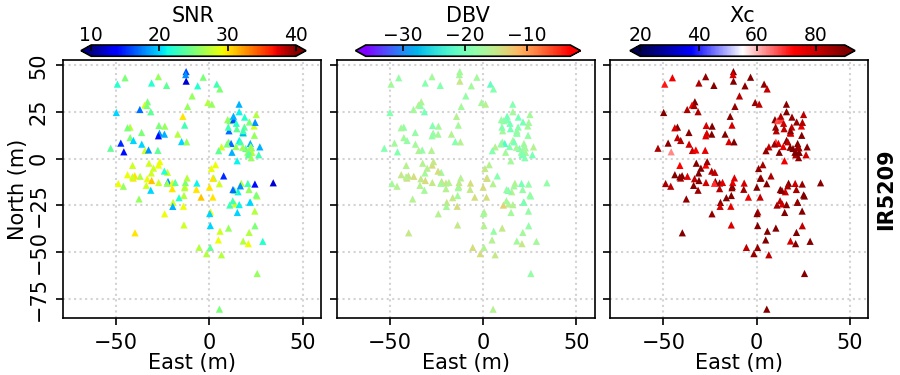 SNR DBV Xc
10 20 30 40 −30 −20 −10 20 40 60 80
50
25
0
−25
−50
−75
North (m)
−50 0 50 −50 0 50 −50 0 50
East (m) East (m) East (m)
IR5209